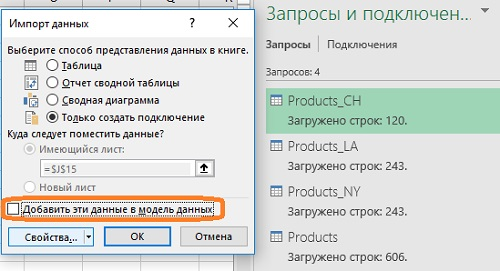 Импорт данных
Выберите способ представления данных в книге.
Таблица
Отчет сводной таблицы
Сводная диаграмма
Только создать подключение
Куда следует поместить данные?
Имеющийся лист:
=$J$15
Новый лист
Добавить эти данные в модель данных
Свойства...
ОК
Отмена
Запросы и подключен...
Запросы
Подключения
Запросов: 4
Products_CH
Загружено строк: 120.
Products_LA
Загружено строк: 243.
Products_NY
Загружено строк: 243.
Products
Загружено строк: 606.